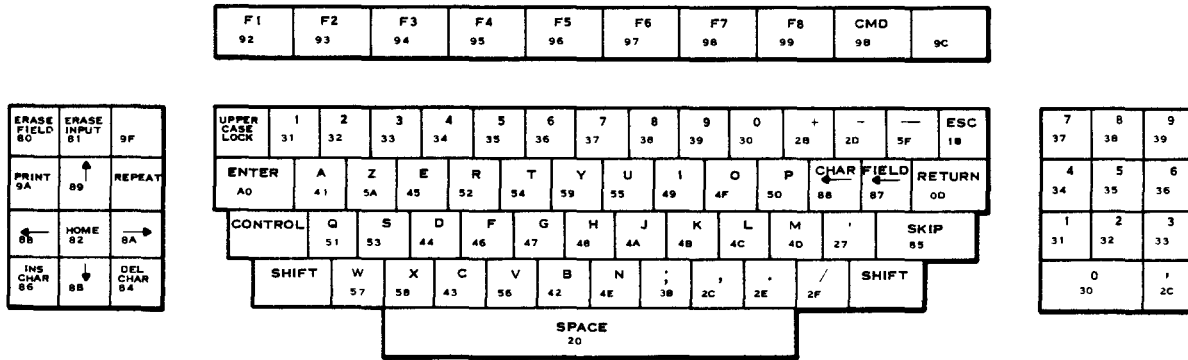 F1 F2 F3 F4 F5 F6 F7 F8 CMD
92 93 94 95 96 97 98 99 9B 9C
ERASE ERASE
FIELD INPUT
80 81 9F
PRINT ↑ REPEAT
9A 89
← HOME →
88 82 8A
INS ↓ DEL
CHAR CHAR
86 8B 84
UPPER CASE LOCK 1 2 3 4 5 6 7 8 9 0 + - — ESC
31 32 33 34 35 36 37 38 39 30 2B 2D 5F 1B
ENTER A Z E R T Y U I O P CHAR ← FIELD ← RETURN
A0 41 5A 45 52 54 59 55 49 4F 50 88 87 0D
CONTROL Q S D F G H J K L M ' SKIP
51 53 44 46 47 48 4A 4B 4C 4D 27 85
SHIFT W X C V B N ; , . / SHIFT
57 58 43 56 42 4E 3B 2C 2E 2F
SPACE
20
7 8 9
37 38 39
4 5 6
34 35 36
1 2 3
31 32 33
0 ,
30 2C